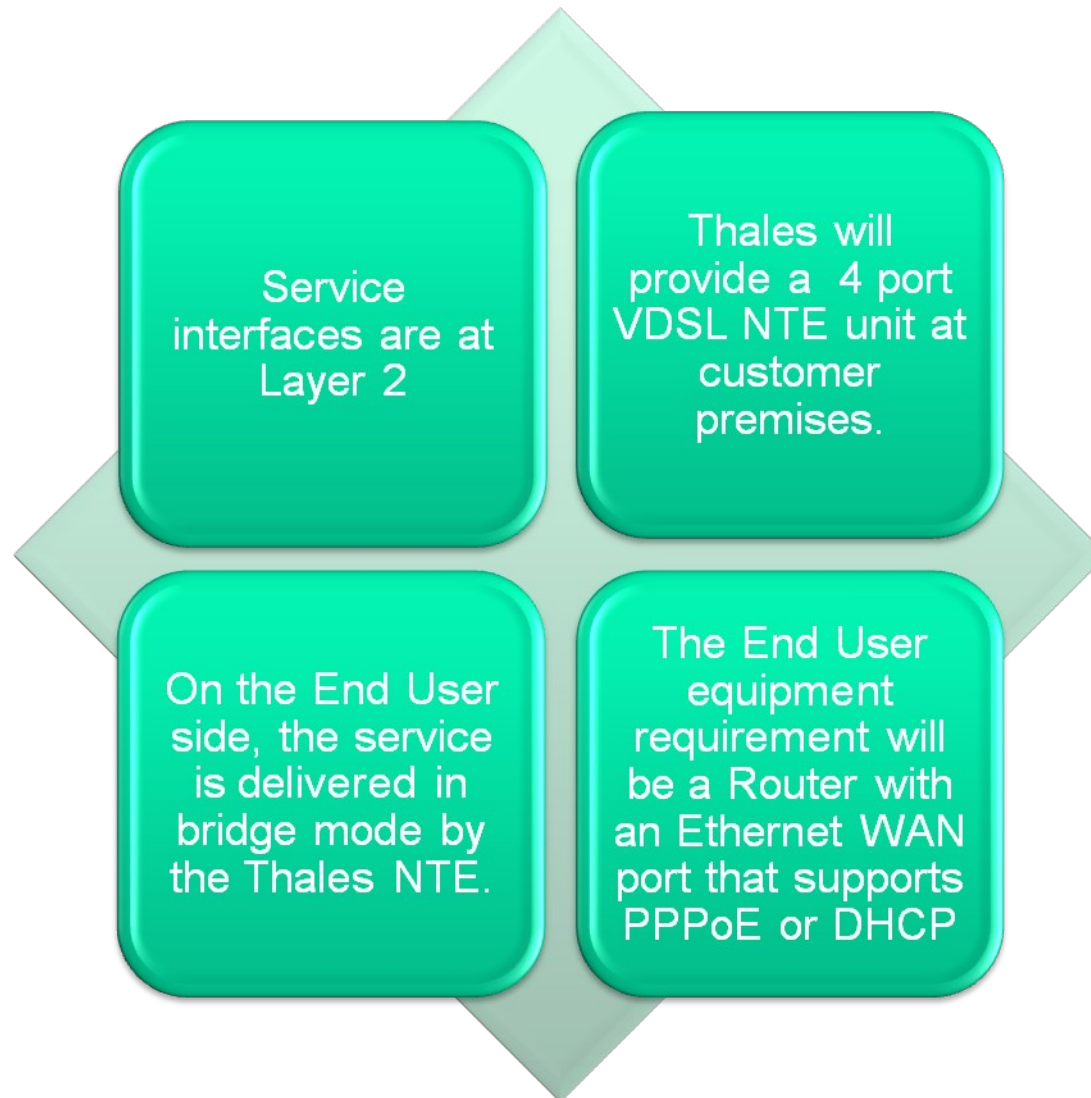 Service
interfaces are at
Layer 2
Thales will
provide a 4 port
VDSL NTE unit at
customer
premises.
On the End User
side, the service
is delivered in
bridge mode by
the Thales NTE.
The End User
equipment
requirement will
be a Router with
an Ethernet WAN
port that supports
PPPoE or DHCP